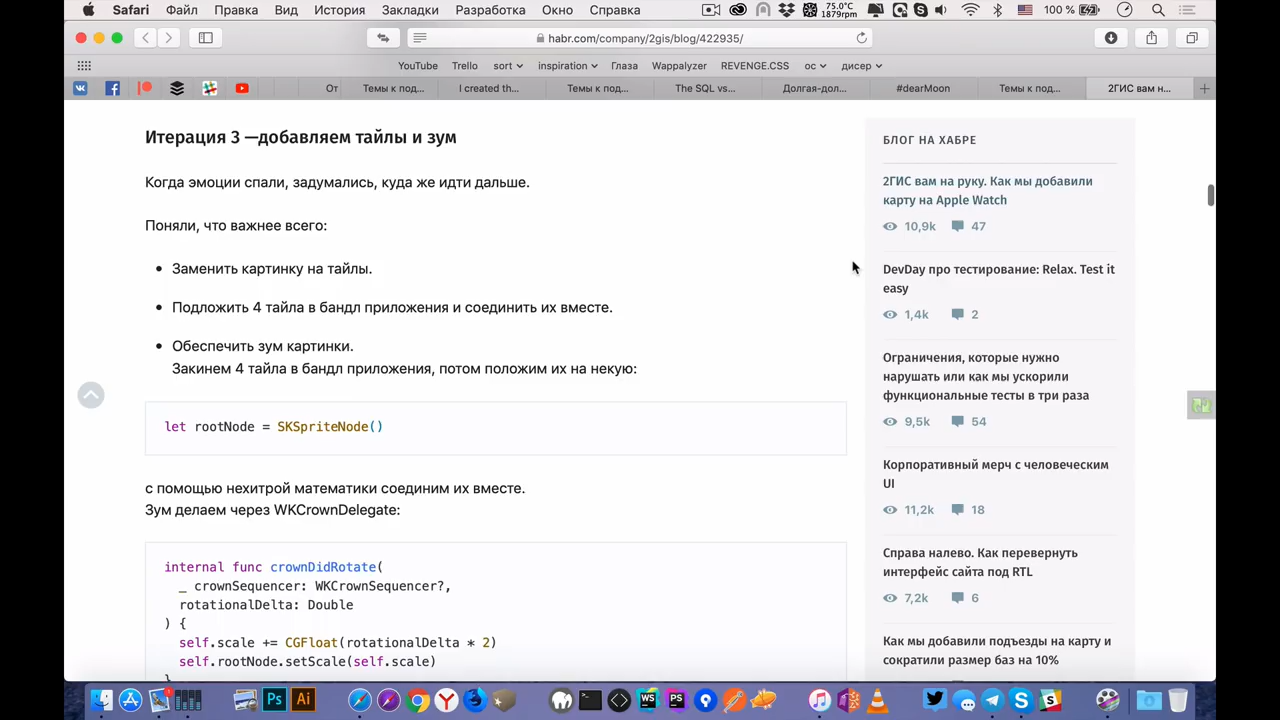 Safari Файл Правка Вид История Закладки Разработка Окно Справка 75.0°C 1879rpm 100 %
habr.com/company/2gis/blog/422935/
YouTube Trello sort inspiration Глаза Wappalyzer REVENGE.CSS ос дисер
От Темы к под... I created th... Темы к под... The SQL vs... Долгая-дол... #dearMoon Темы к под... 2ГИС вам н...
Итерация 3 —добавляем тайлы и зум
Когда эмоции спали, задумались, куда же идти дальше.
Поняли, что важнее всего:
• Заменить картинку на тайлы.
• Подложить 4 тайла в бандл приложения и соединить их вместе.
• Обеспечить зум картинки.
Закинем 4 тайла в бандл приложения, потом положим их на некую:
let rootNode = SKSpriteNode()
с помощью нехитрой математики соединим их вместе.
Зум делаем через WKCrownDelegate:
internal func crownDidRotate(
_ crownSequencer: WKCrownSequencer?,
rotationalDelta: Double
) {
self.scale += CGFloat(rotationalDelta * 2)
self.rootNode.setScale(self.scale)
}
БЛОГ НА ХАБРЕ
2ГИС вам на руку. Как мы добавили
карту на Apple Watch
10,9k 47
DevDay про тестирование: Relax. Test it
easy
1,4k 2
Ограничения, которые нужно
нарушать или как мы ускорили
функциональные тесты в три раза
9,5k 54
Корпоративный мерч с человеческим
UI
11,2k 18
Справа налево. Как перевернуть
интерфейс сайта под RTL
7,2k 6
Как мы добавили подъезды на карту и
сократили размер баз на 10%
Ps Ai WS PS